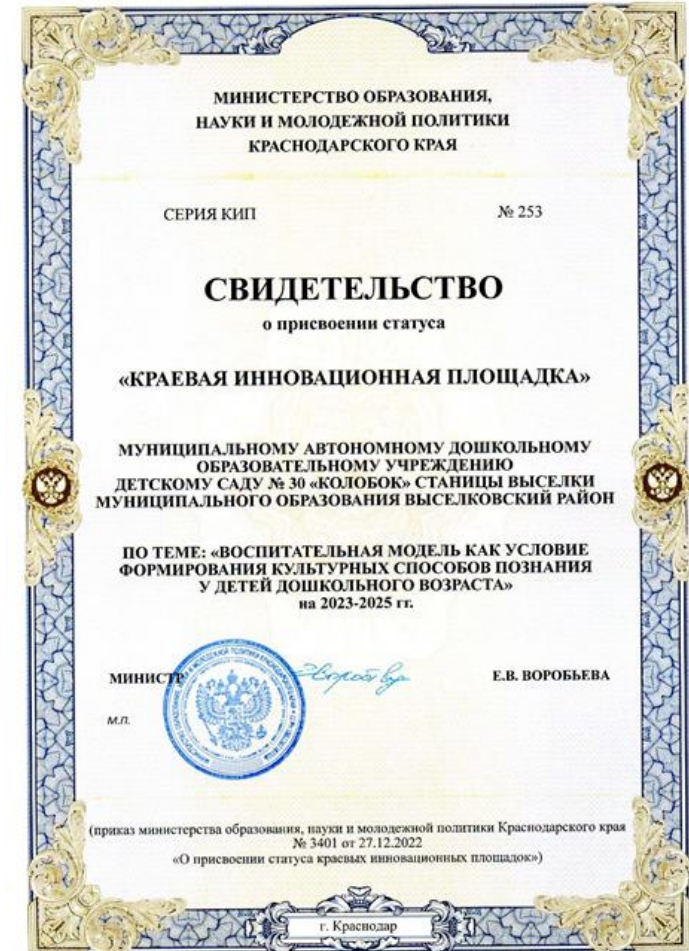 МИНИСТЕРСТВО ОБРАЗОВАНИЯ,
НАУКИ И МОЛОДЕЖНОЙ ПОЛИТИКИ
КРАСНОДАРСКОГО КРАЯ
СЕРИЯ КИП № 253
СВИДЕТЕЛЬСТВО
о присвоении статуса
«КРАЕВАЯ ИННОВАЦИОННАЯ ПЛОЩАДКА»
МУНИЦИПАЛЬНОМУ АВТОНОМНОМУ ДОШКОЛЬНОМУ
ОБРАЗОВАТЕЛЬНОМУ УЧРЕЖДЕНИЮ
ДЕТСКОМУ САДУ № 30 «КОЛОБОК» СТАНИЦЫ ВЫСЕЛКИ
МУНИЦИПАЛЬНОГО ОБРАЗОВАНИЯ ВЫСЕЛКОВСКИЙ РАЙОН
ПО ТЕМЕ: «ВОСПИТАТЕЛЬНАЯ МОДЕЛЬ КАК УСЛОВИЕ
ФОРМИРОВАНИЯ КУЛЬТУРНЫХ СПОСОБОВ ПОЗНАНИЯ
У ДЕТЕЙ ДОШКОЛЬНОГО ВОЗРАСТА»
на 2023-2025 гг.
МИНИСТР Е.В. ВОРОБЬЕВА
М.П.
(приказ министерства образования, науки и молодежной политики Краснодарского края
№ 3401 от 27.12.2022
«О присвоении статуса краевых инновационных площадок»)
г. Краснодар